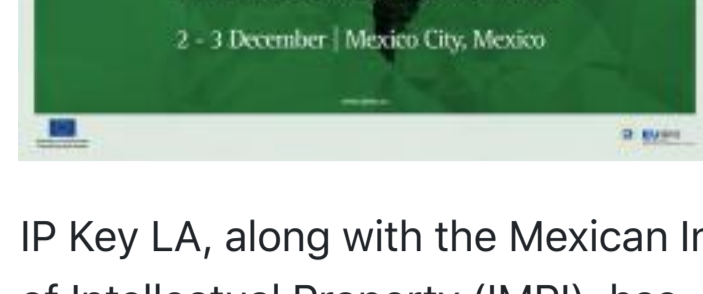 2 - 3 December | Mexico City, Mexico
IP Key LA, along with the Mexican In
of Intellectual Property (IMPI), has